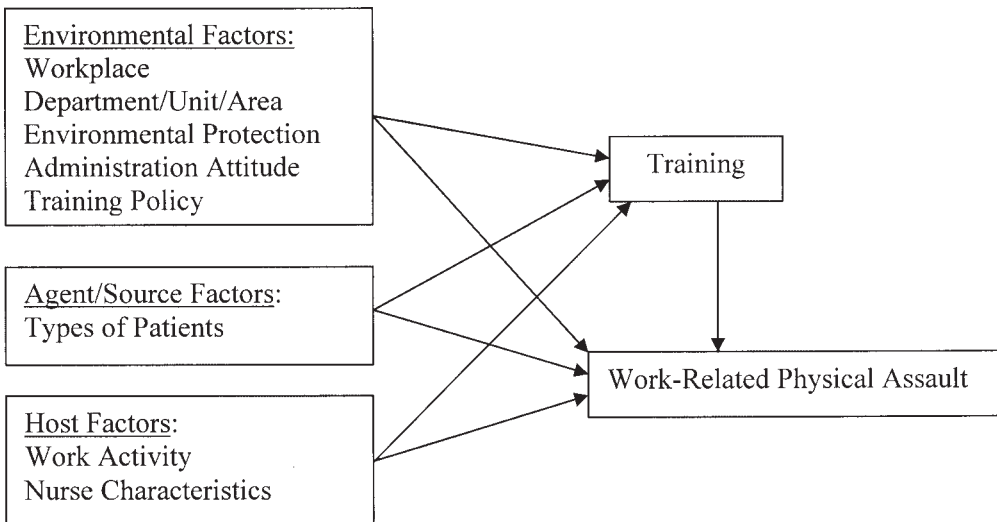 Environmental Factors:
Workplace
Department/Unit/Area
Environmental Protection
Administration Attitude
Training Policy
Training
Agent/Source Factors:
Types of Patients
Work-Related Physical Assault
Host Factors:
Work Activity
Nurse Characteristics